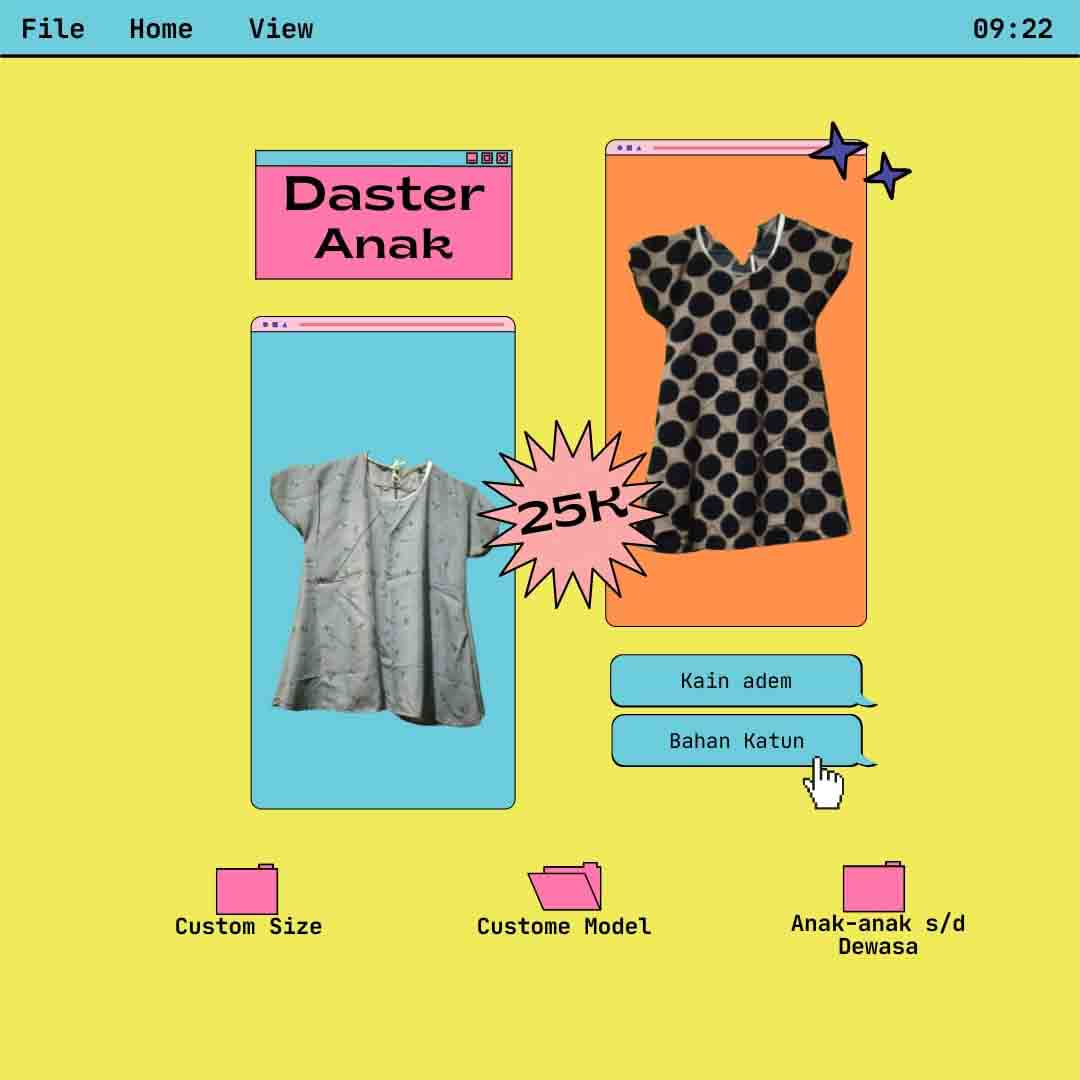 File Home View 09:22
Daster
Anak
25K
Kain adem
Bahan Katun
Custom Size
Custome Model
Anak-anak s/d
Dewasa